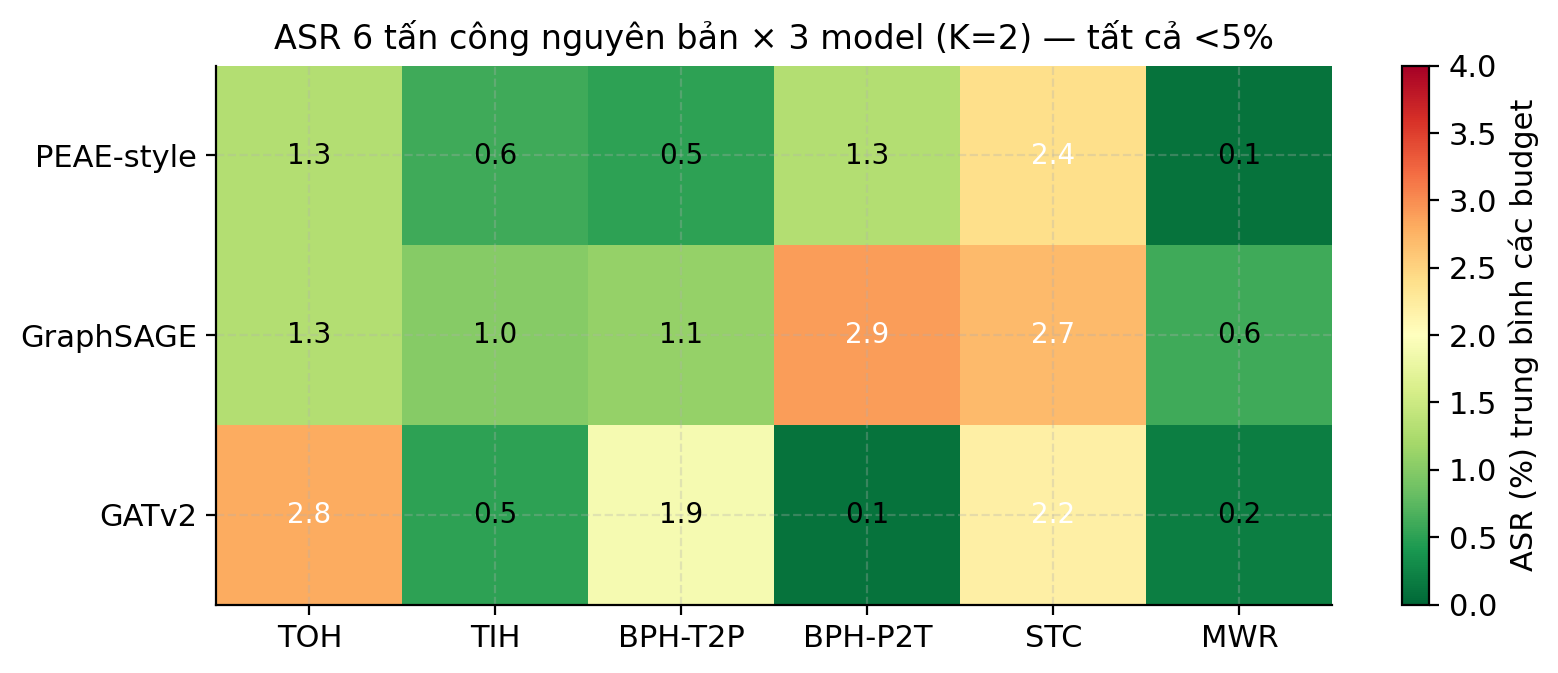 ASR 6 tấn công nguyên bản × 3 model (K=2) — tất cả <5%
PEAE-style 1.3 0.6 0.5 1.3 2.4 0.1
GraphSAGE 1.3 1.0 1.1 2.9 2.7 0.6
GATv2 2.8 0.5 1.9 0.1 2.2 0.2
TOH TIH BPH-T2P BPH-P2T STC MWR
4.0
3.5
3.0
2.5
2.0
1.5
1.0
0.5
0.0
ASR (%) trung bình các budget